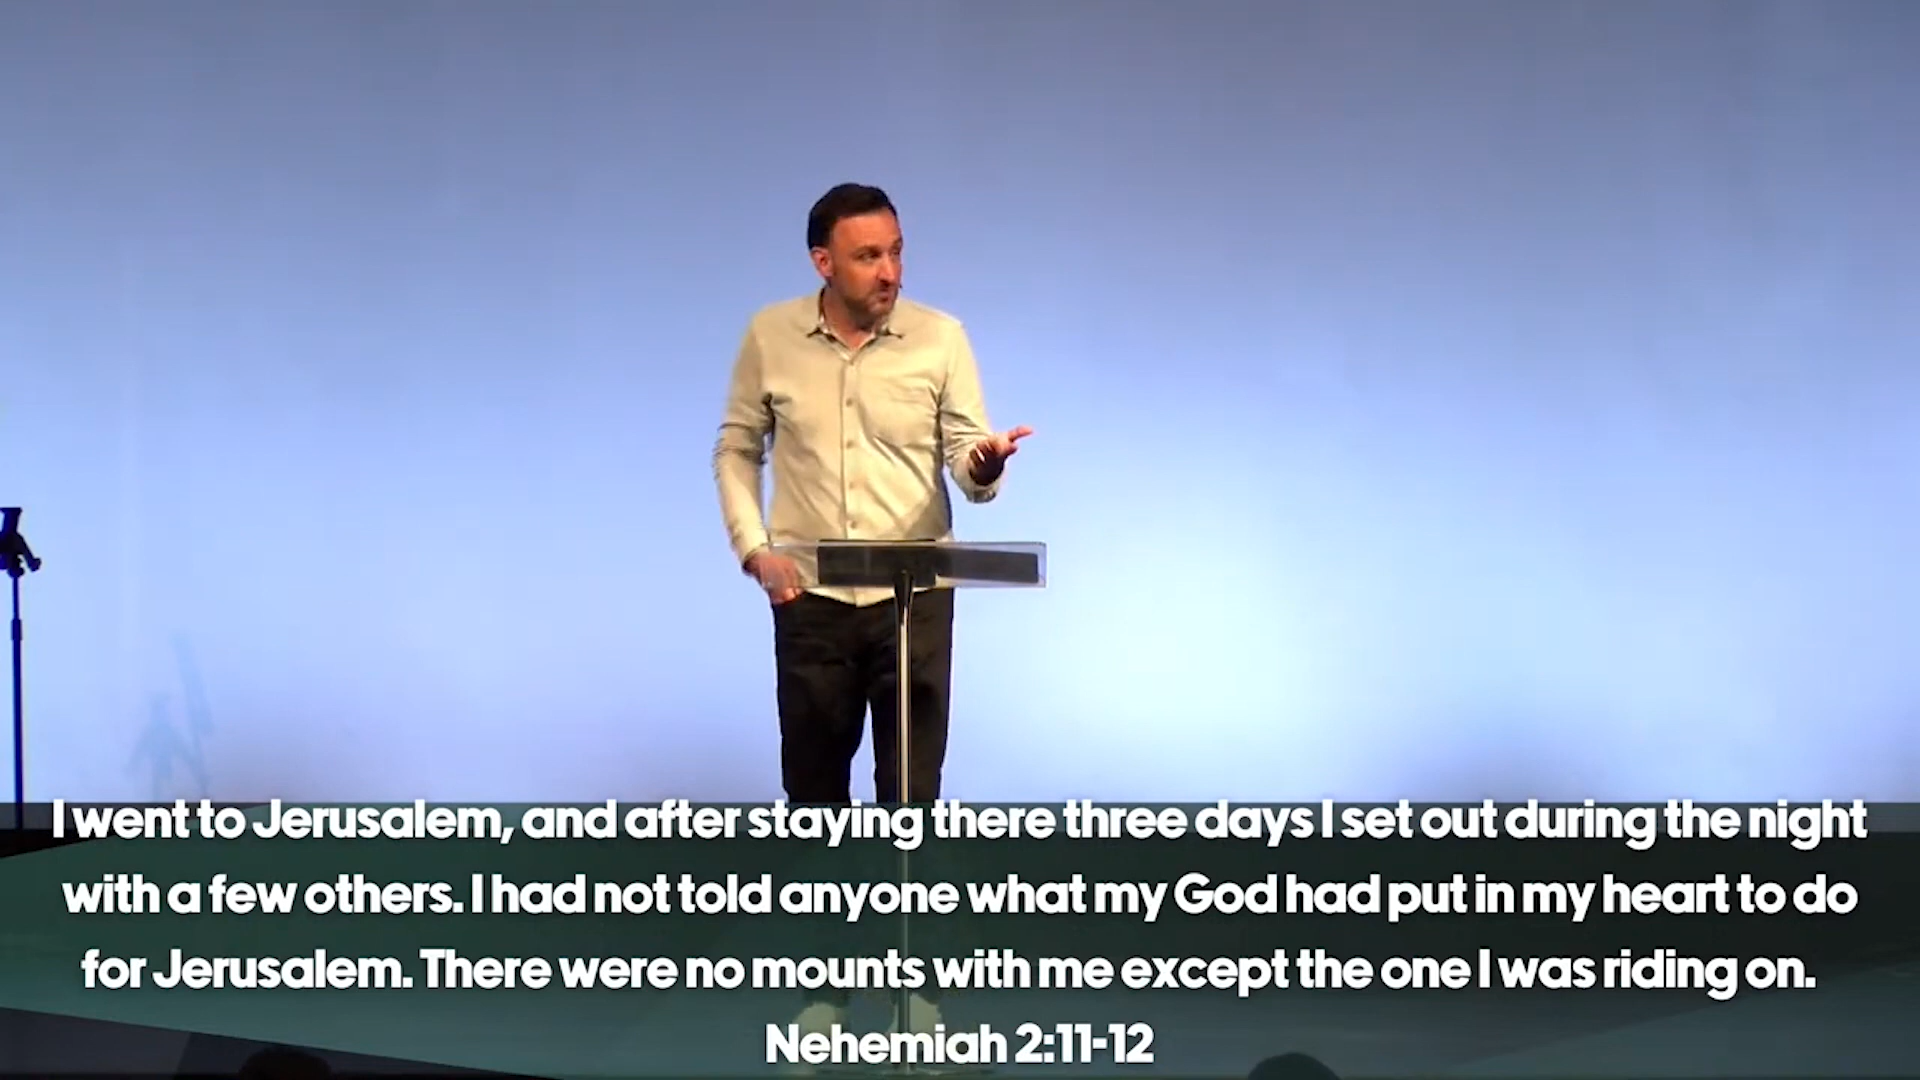 I went to Jerusalem, and after staying there three days I set out during the night
with a few others. I had not told anyone what my God had put in my heart to do
for Jerusalem. There were no mounts with me except the one I was riding on.
Nehemiah 2:11-12